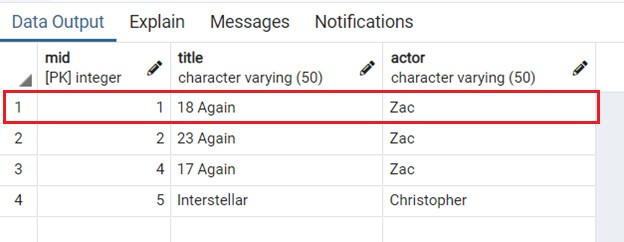 Data Output Explain Messages Notifications
mid title actor
[PK] integer character varying (50) character varying (50)
1 1 18 Again Zac
2 2 23 Again Zac
3 4 17 Again Zac
4 5 Interstellar Christopher